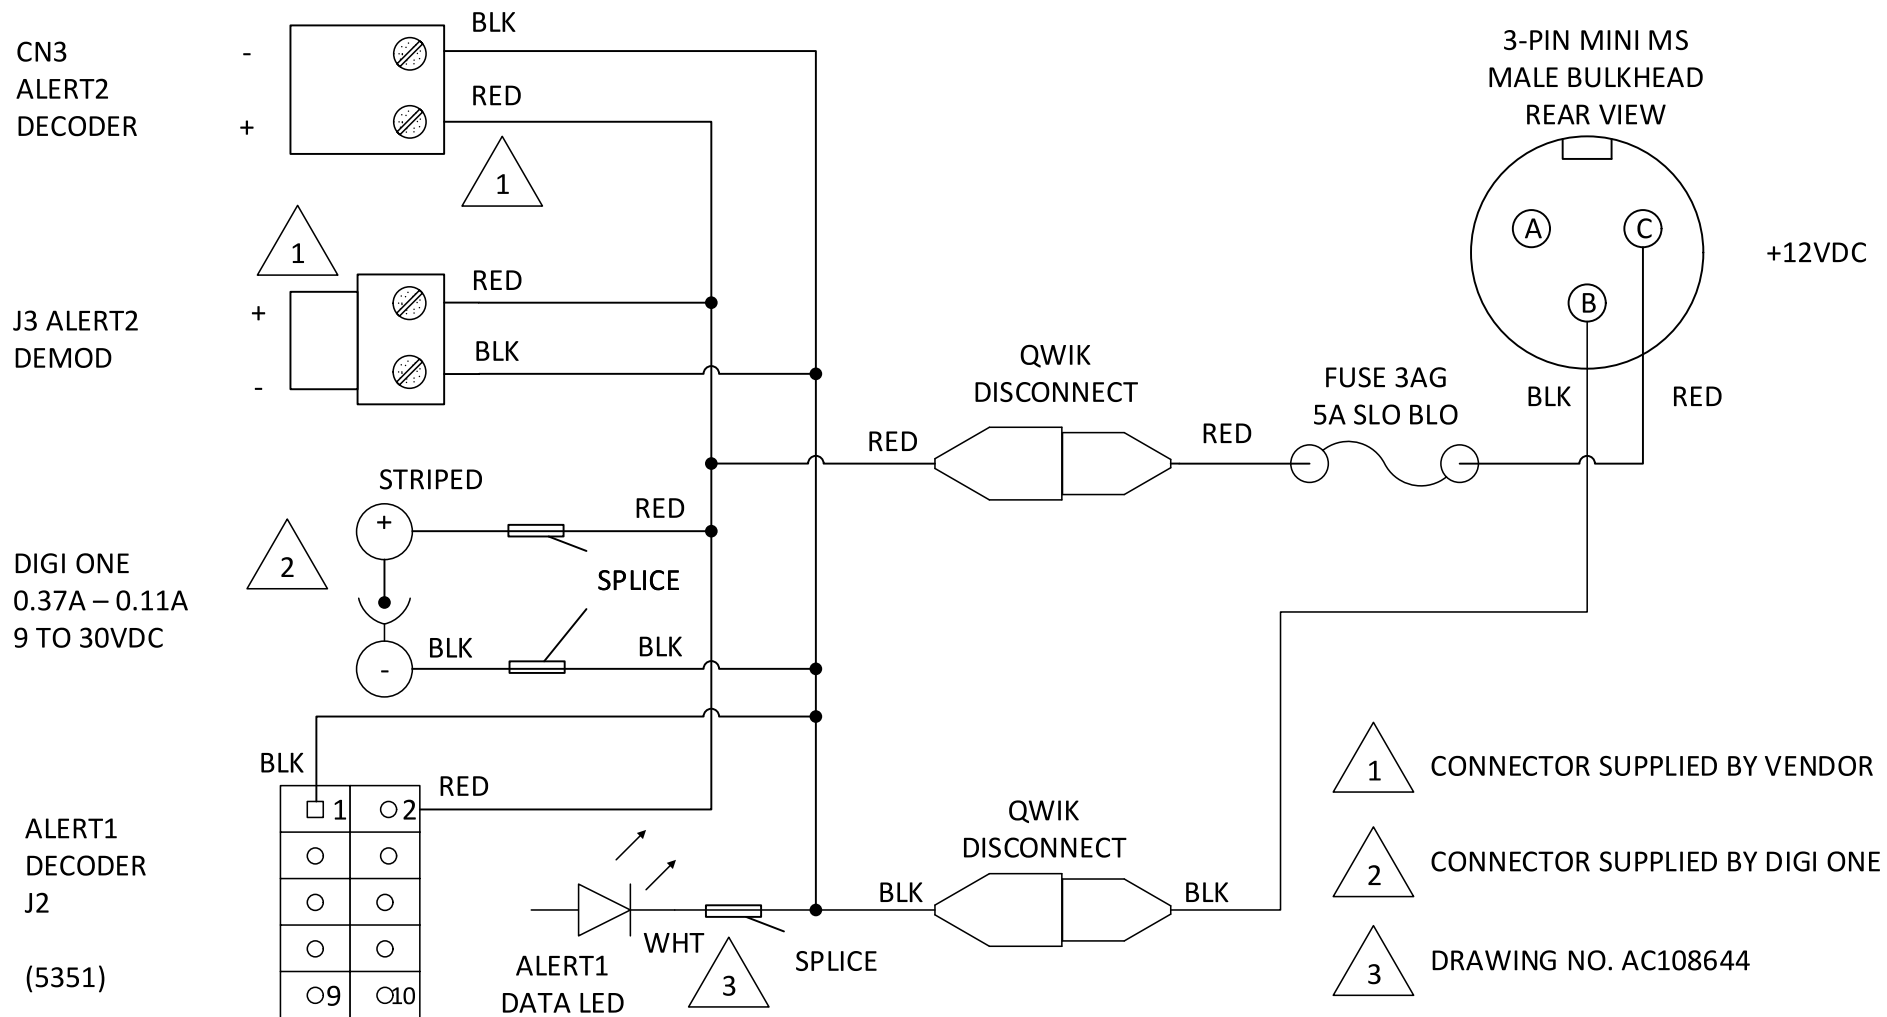 CN3
ALERT2
DECODER
-
+
BLK
RED
1
3-PIN MINI MS
MALE BULKHEAD
REAR VIEW
A
C
B
+12VDC
BLK
RED
1
J3 ALERT2
DEMOD
+
-
RED
BLK
QWIK
DISCONNECT
RED
RED
FUSE 3AG
5A SLO BLO
STRIPED
+
RED
2
DIGI ONE
0.37A – 0.11A
9 TO 30VDC
SPLICE
-
BLK
BLK
BLK
RED
1
2
9
10
ALERT1
DECODER
J2
(5351)
WHT
ALERT1
DATA LED
3
SPLICE
QWIK
DISCONNECT
BLK
BLK
1 CONNECTOR SUPPLIED BY VENDOR
2 CONNECTOR SUPPLIED BY DIGI ONE
3 DRAWING NO. AC108644